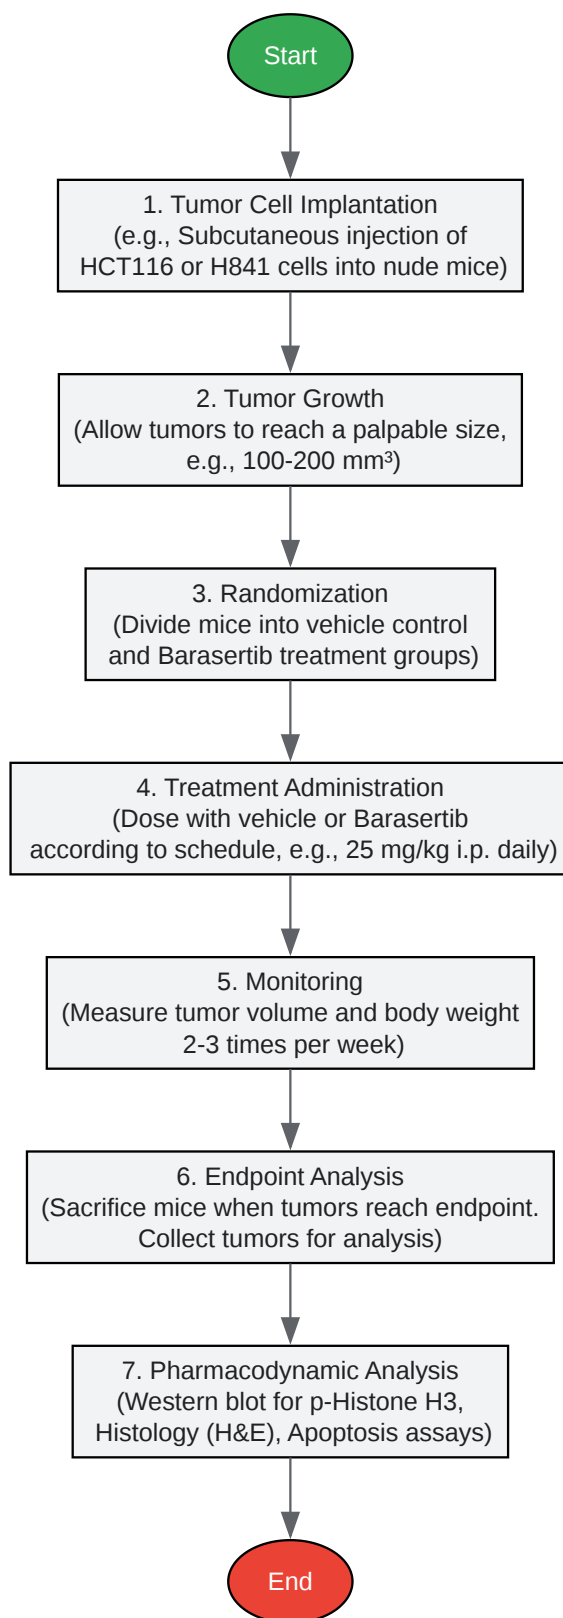 Start
1. Tumor Cell Implantation
(e.g., Subcutaneous injection of
HCT116 or H841 cells into nude mice)
2. Tumor Growth
(Allow tumors to reach a palpable size,
e.g., 100-200 mm³)
3. Randomization
(Divide mice into vehicle control
and Barasertib treatment groups)
4. Treatment Administration
(Dose with vehicle or Barasertib
according to schedule, e.g., 25 mg/kg i.p. daily)
5. Monitoring
(Measure tumor volume and body weight
2-3 times per week)
6. Endpoint Analysis
(Sacrifice mice when tumors reach endpoint.
Collect tumors for analysis)
7. Pharmacodynamic Analysis
(Western blot for p-Histone H3,
Histology (H&E), Apoptosis assays)
End